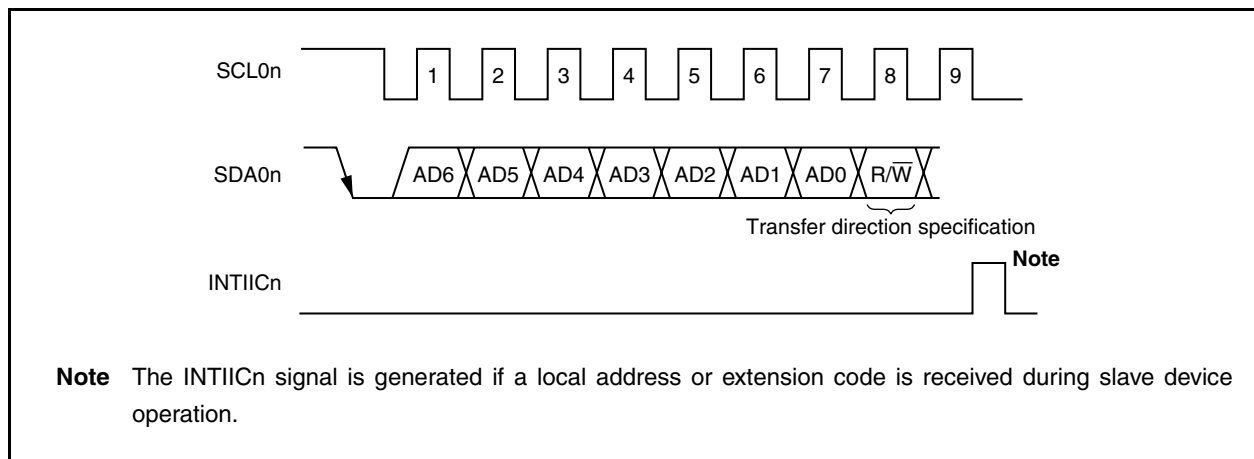 SCL0n 1 2 3 4 5 6 7 8 9
SDA0n AD6 AD5 AD4 AD3 AD2 AD1 AD0 R/W̅
Transfer direction specification
Note
INTIICn
Note The INTIICn signal is generated if a local address or extension code is received during slave device
operation.